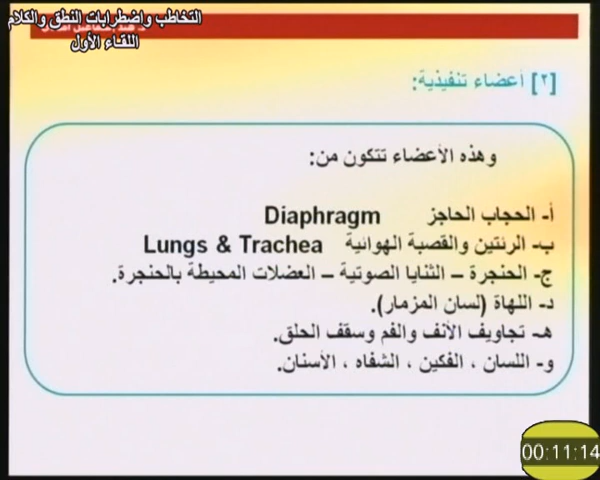 التخاطب واضطرابات النطق والكلام
اللقاء الأول
[٢] أعضاء تنفيذية:
وهذه الأعضاء تتكون من:
أ- الحجاب الحاجز Diaphragm
ب- الرئتين والقصبة الهوائية Lungs & Trachea
ج- الحنجرة – الثنايا الصوتية – العضلات المحيطة بالحنجرة.
د- اللهاة (لسان المزمار).
هـ- تجاويف الأنف والفم وسقف الحلق.
و- اللسان ، الفكين ، الشفاه ، الأسنان.
00:11:14